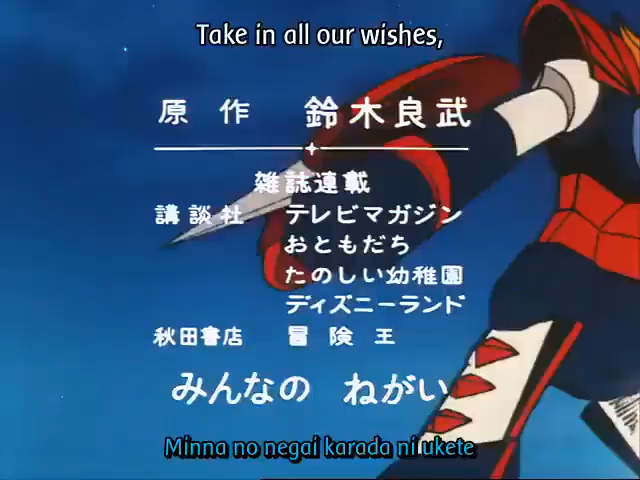 Take in all our wishes,
原作 鈴木良武
雑誌連載
講談社 テレビマガジン
おともだち
たのしい幼稚園
ディズニーランド
秋田書店 冒険王
みんなの ねがい
Minna no negai karada ni ukete